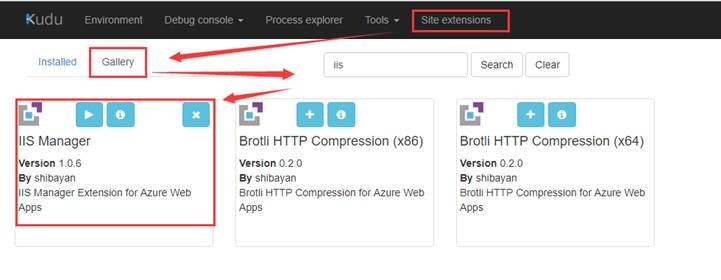 Kudu Environment Debug console Process explorer Tools Site extensions
Installed Gallery iis Search Clear
IIS Manager
Version 1.0.6
By shibayan
IIS Manager Extension for Azure Web
Apps
Brotli HTTP Compression (x86)
Version 0.2.0
By shibayan
Brotli HTTP Compression for Azure Web
Apps
Brotli HTTP Compression (x64)
Version 0.2.0
By shibayan
Brotli HTTP Compression for Azure Web
Apps